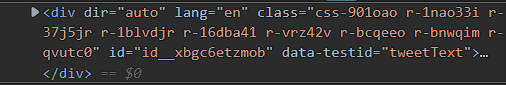 ▶<div dir="auto" lang="en" class="css-901oao r-1nao33i r-
37j5jr r-1blvdjr r-16dba41 r-vrz42v r-bcqeeo r-bnwqim r-
qvutc0" id="id__xbgc6etzmob" data-testid="tweetText">…
</div> == $0